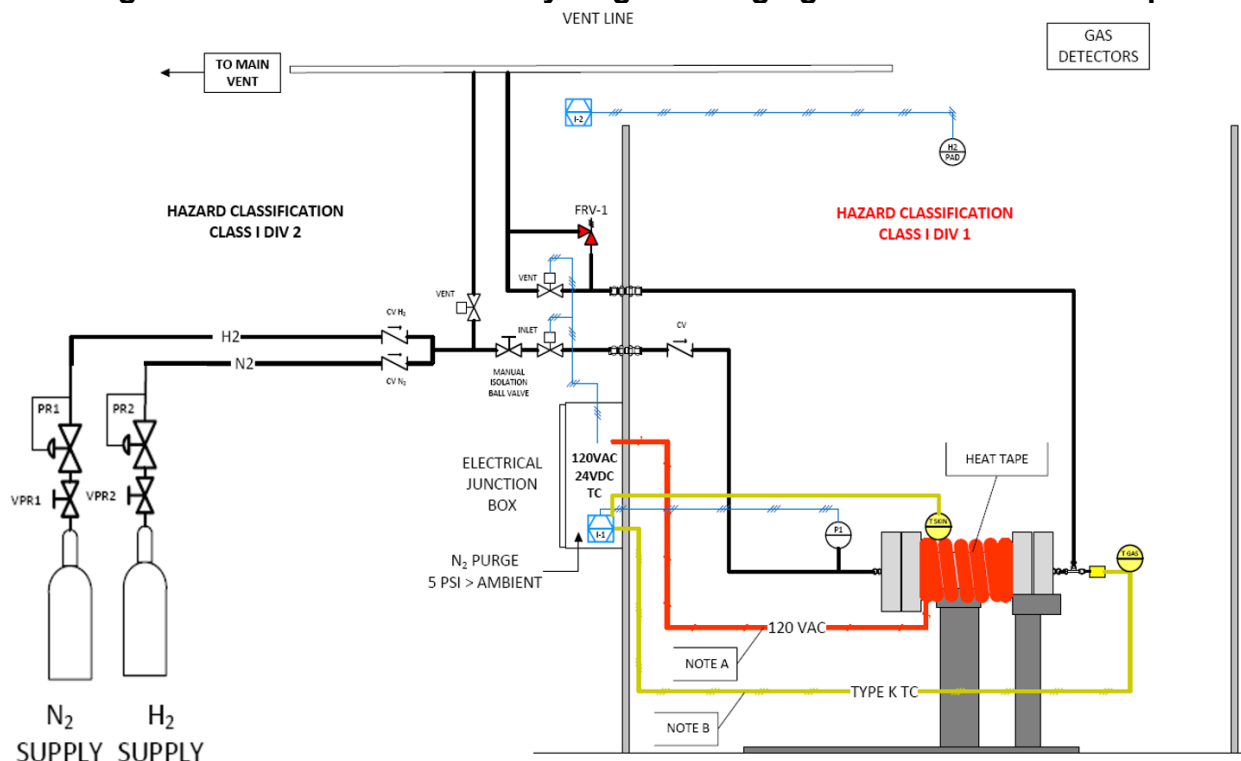 VENT LINE
GAS
DETECTORS
TO MAIN
VENT
I-2
H2
PAD
HAZARD CLASSIFICATION
CLASS I DIV 2
FRV-1
HAZARD CLASSIFICATION
CLASS I DIV 1
VENT
VENT
CV H₂
INLET
CV
H2
N2
CV N₂
MANUAL
ISOLATION
BALL VALVE
PR1
PR2
ELECTRICAL
JUNCTION
BOX
120VAC
24VDC
TC
HEAT TAPE
VPR1
VPR2
I-1
P1
T SKIN
T GAS
N₂ PURGE
5 PSI > AMBIENT
120 VAC
NOTE A
TYPE K TC
NOTE B
N₂
SUPPLY
H₂
SUPPLY